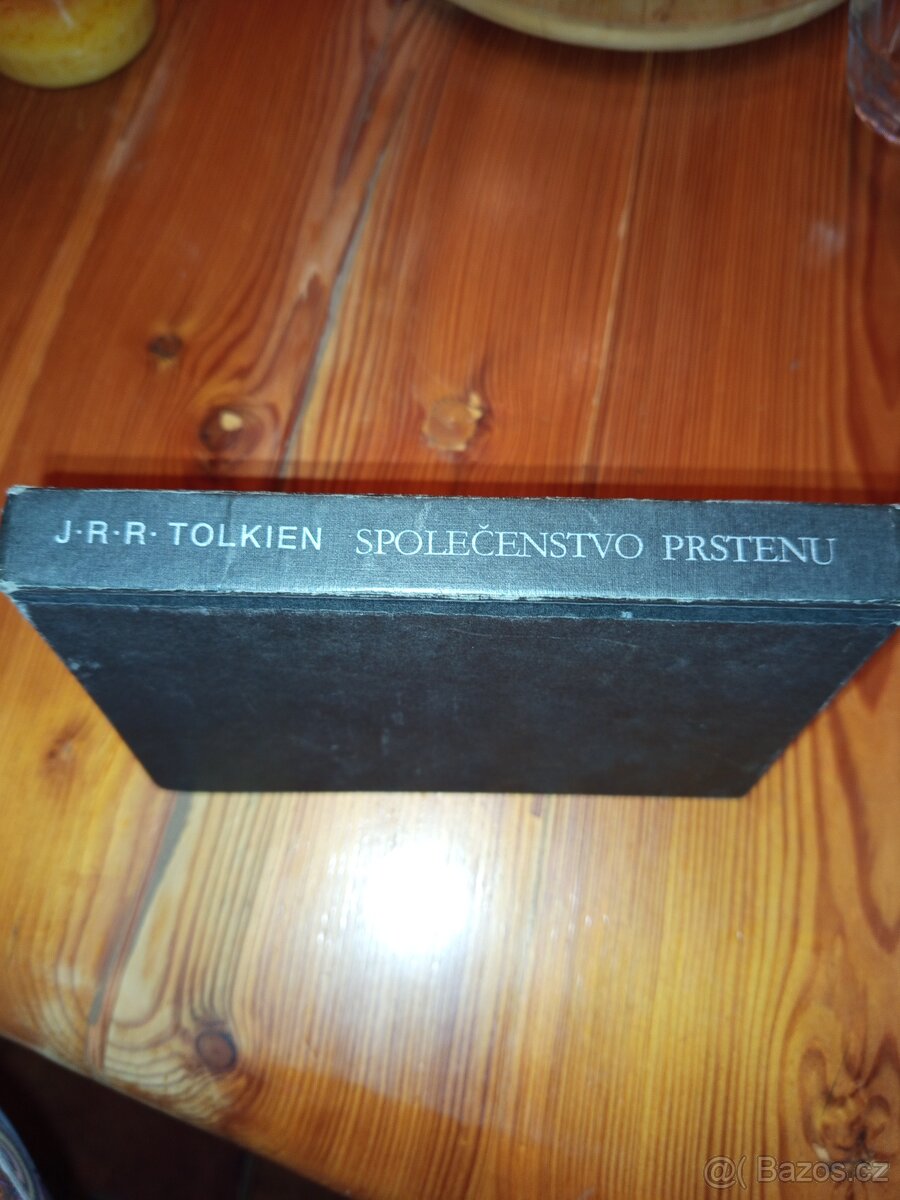 J·R·R· TOLKIEN SPOLEČENSTVO PRSTENU
@( Bazos.cz